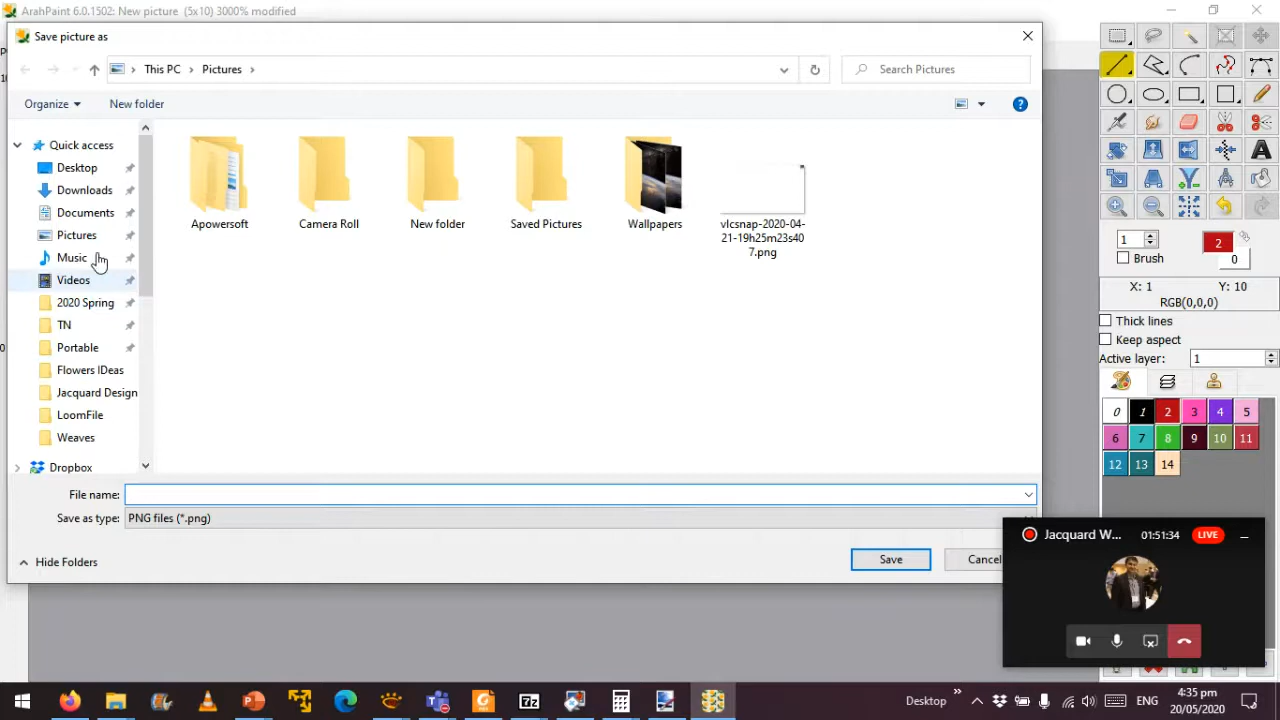 ArahPaint 6.0.1502: New picture (5x10) 3000% modified
Save picture as
This PC
Pictures
Search Pictures
Organize
New folder
Quick access
Desktop
Downloads
Documents
Pictures
Music
Videos
2020 Spring
TN
Portable
Flowers IDeas
Jacquard Design
LoomFile
Weaves
Dropbox
Apowersoft
Camera Roll
New folder
Saved Pictures
Wallpapers
vlcsnap-2020-04-
21-19h25m23s40
7.png
File name:
Save as type: PNG files (*.png)
Hide Folders
Save
Cancel
1
2
0
Brush
X: 1 Y: 10
RGB(0,0,0)
Thick lines
Keep aspect
Active layer: 1
0 1 2 3 4 5
6 7 8 9 10 11
12 13 14
Jacquard W... 01:51:34 LIVE
Desktop
ENG
4:35 pm
20/05/2020